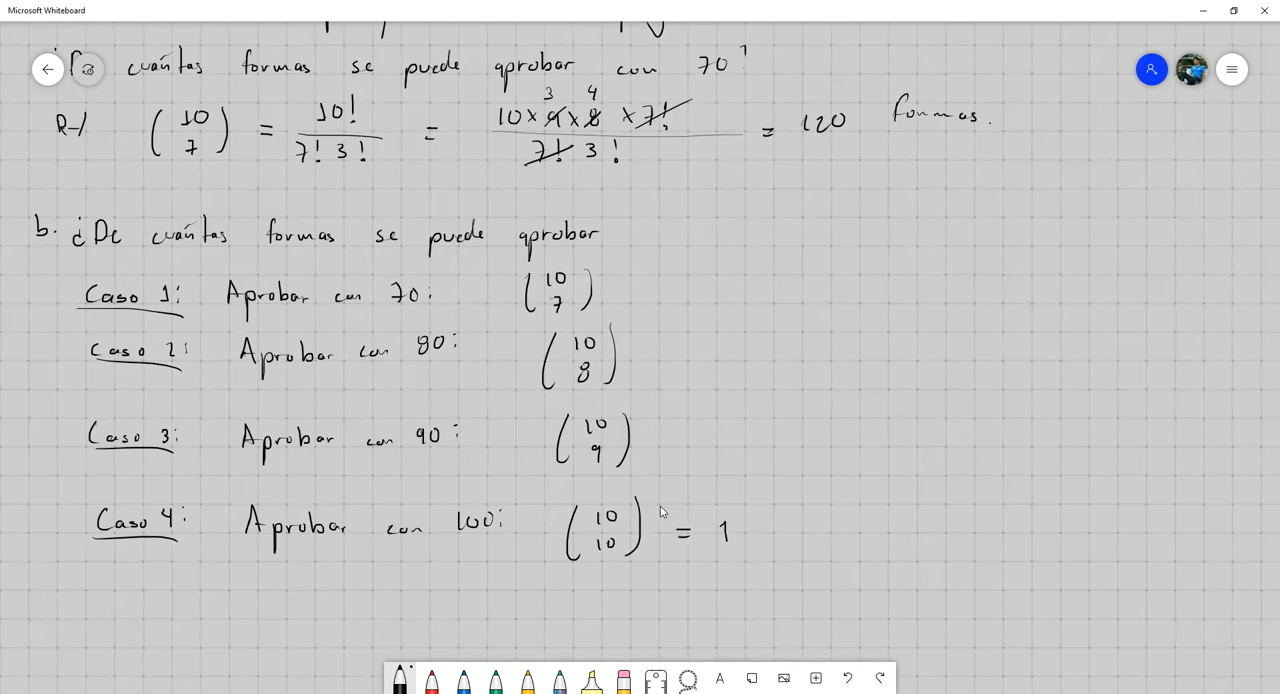 Microsoft Whiteboard
cuántas formas se puede aprobar con 70?
R-/ (10 7) = 10! / 7! 3! = 10 x 9 x 8 x 7! / 7! 3! = 120 formas.
3 4
b. ¿De cuántas formas se puede aprobar
Caso 1: Aprobar con 70: (10 7)
Caso 2: Aprobar con 80: (10 8)
Caso 3: Aprobar con 90: (10 9)
Caso 4: Aprobar con 100: (10 10) = 1